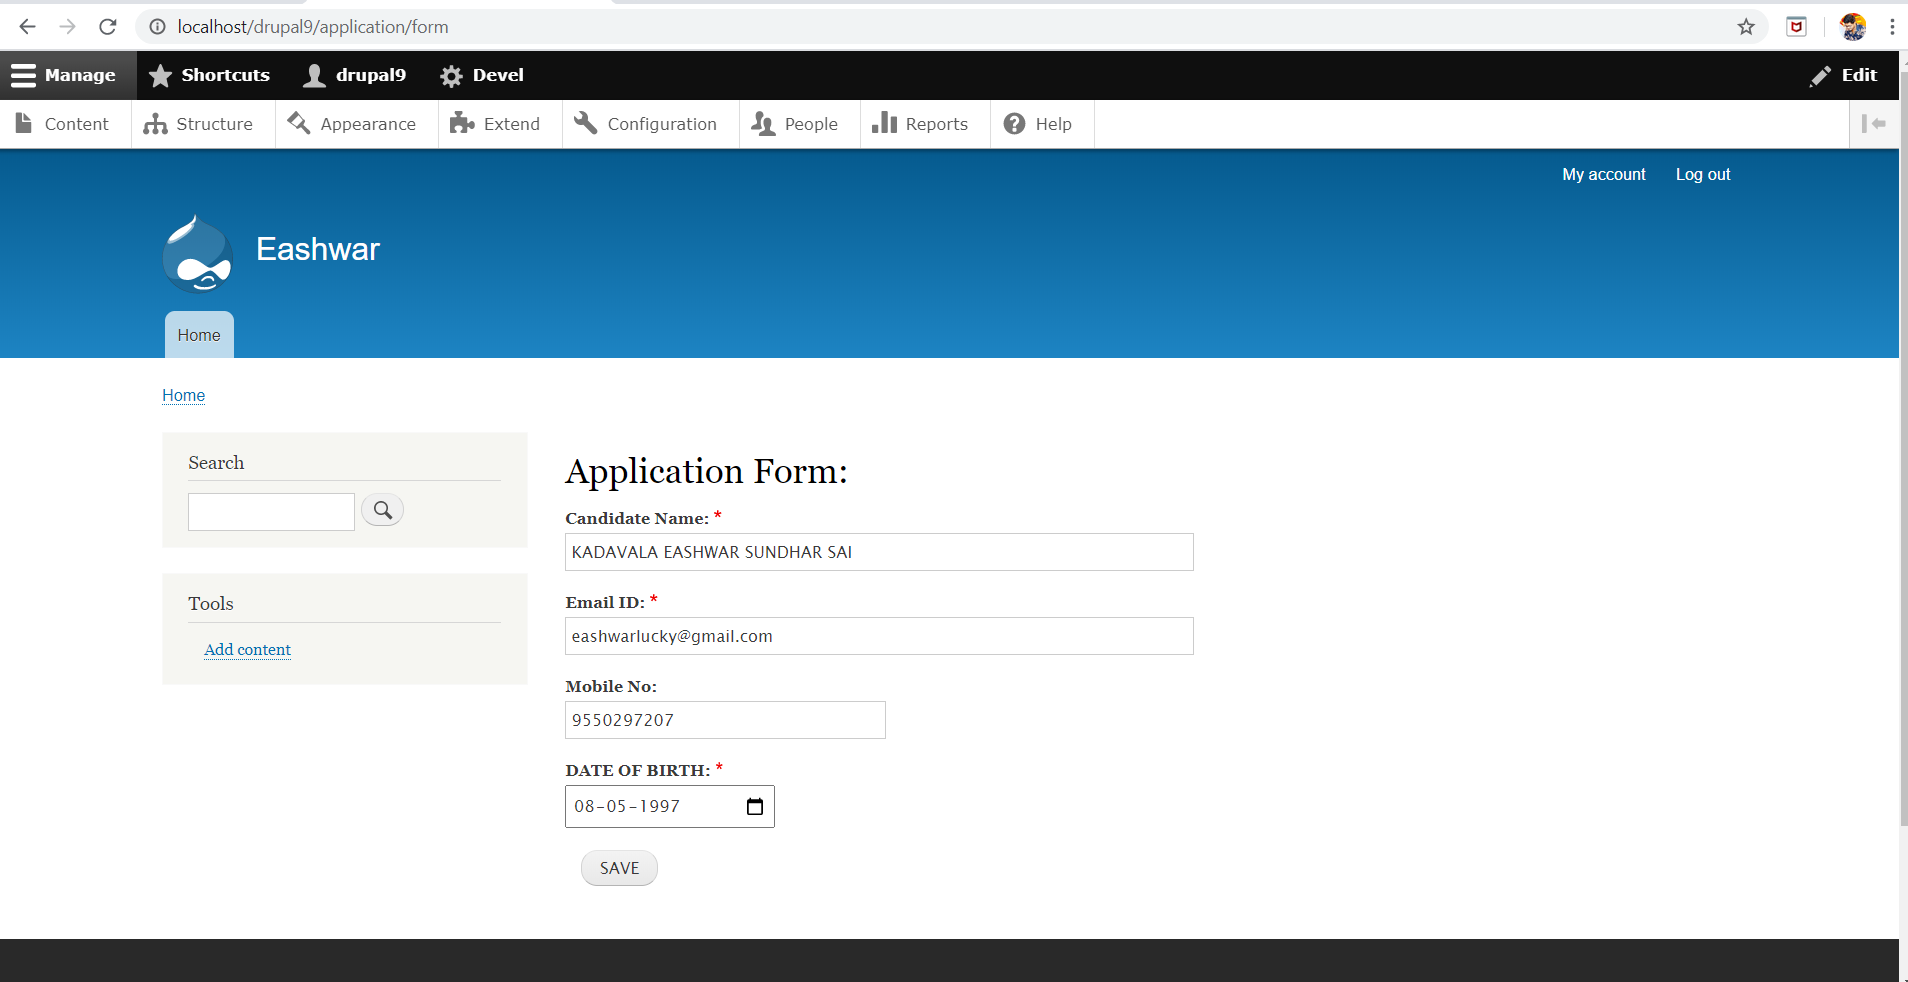 localhost/drupal9/application/form
Manage Shortcuts drupal9 Devel Edit
Content Structure Appearance Extend Configuration People Reports Help
My account Log out
Eashwar
Home
Home
Search
Tools
Add content
Application Form:
Candidate Name: *
KADAVALA EASHWAR SUNDHAR SAI
Email ID: *
eashwarlucky@gmail.com
Mobile No:
9550297207
DATE OF BIRTH: *
08-05-1997
SAVE